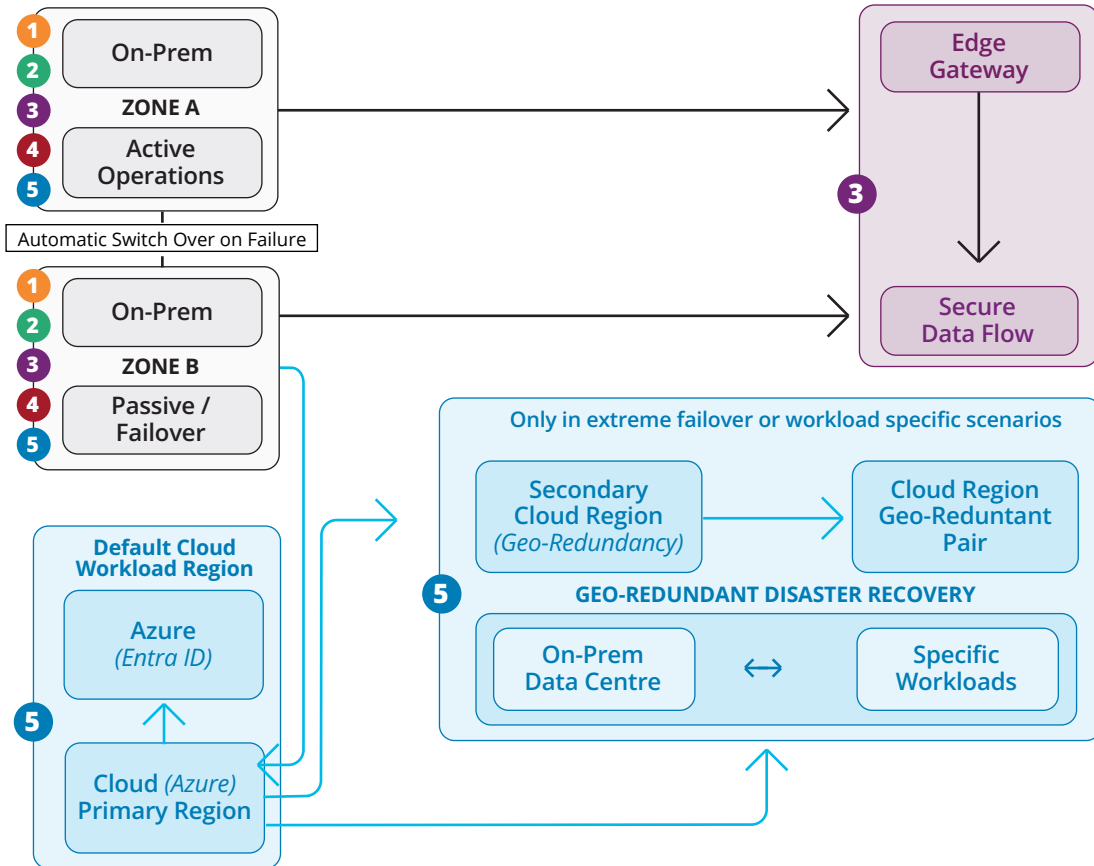 1
2
3
4
5
On-Prem
ZONE A
Active
Operations
Automatic Switch Over on Failure
1
2
3
4
5
On-Prem
ZONE B
Passive /
Failover
3
Edge
Gateway
Secure
Data Flow
5
Default Cloud
Workload Region
Azure
(Entra ID)
Cloud (Azure)
Primary Region
5
Only in extreme failover or workload specific scenarios
Secondary
Cloud Region
(Geo-Redundancy)
Cloud Region
Geo-Reduntant
Pair
GEO-REDUNDANT DISASTER RECOVERY
On-Prem
Data Centre
Specific
Workloads